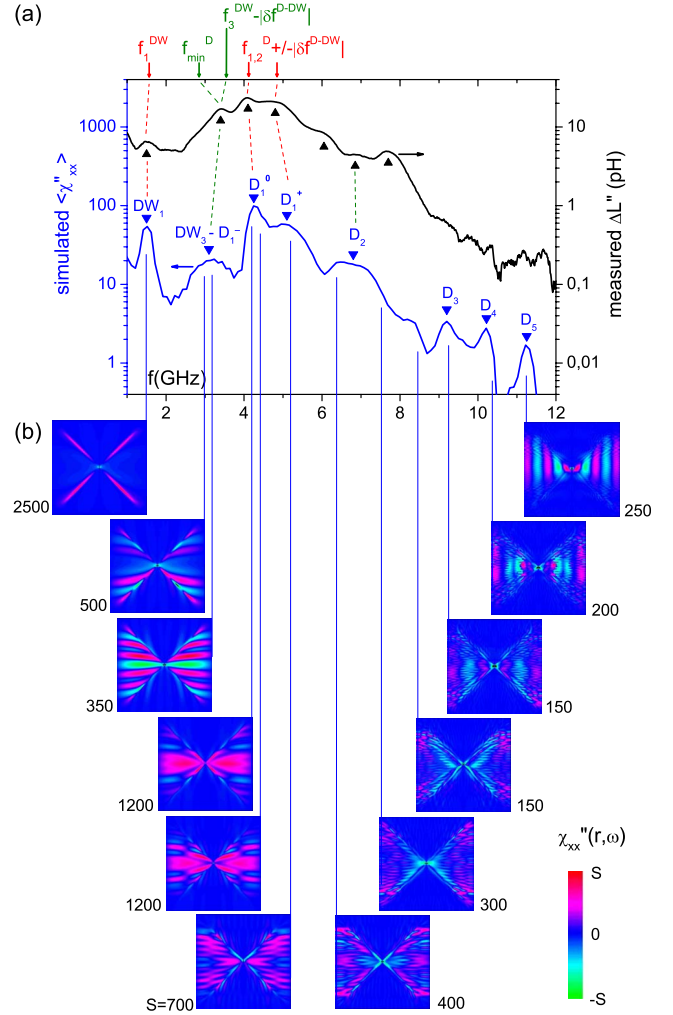 (a)
f₃ᴰᵂ-|δfᴰ⁻ᴰᵂ|
f₁ᴰᵂ
f_minᴰ
f₁,₂ᴰ+/-|δfᴰ⁻ᴰᵂ|
simulated <χ"ₓₓ>
1000
100
10
1
measured ΔL" (pH)
10
1
0,1
0,01
DW₁
DW₃- D₁⁻
D₁⁰
D₁⁺
D₂
D₃
D₄
D₅
f(GHz)
2
4
6
8
10
12
(b)
2500
250
500
200
350
150
1200
150
1200
300
S=700
400
χₓₓ"(r,ω)
S
0
-S